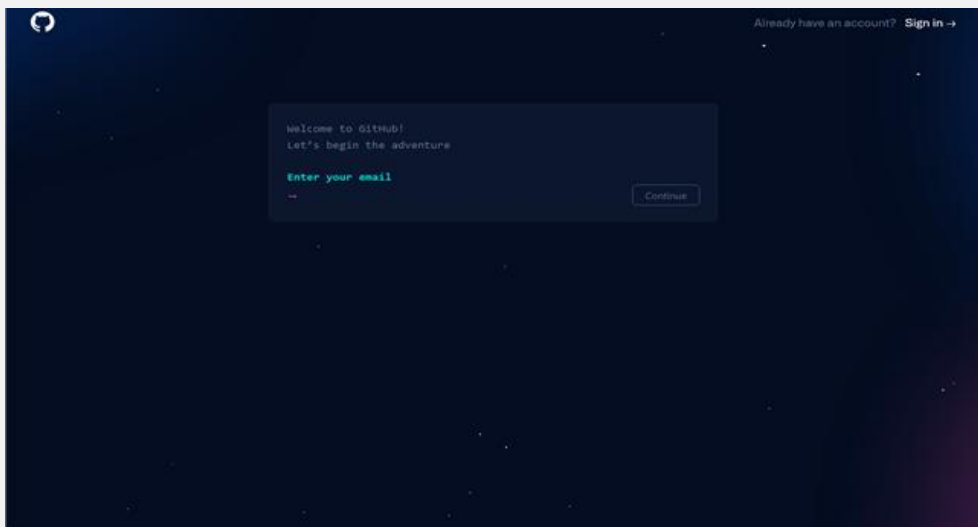 Already have an account? Sign in →
Welcome to GitHub!
Let's begin the adventure
Enter your email
→
Continue